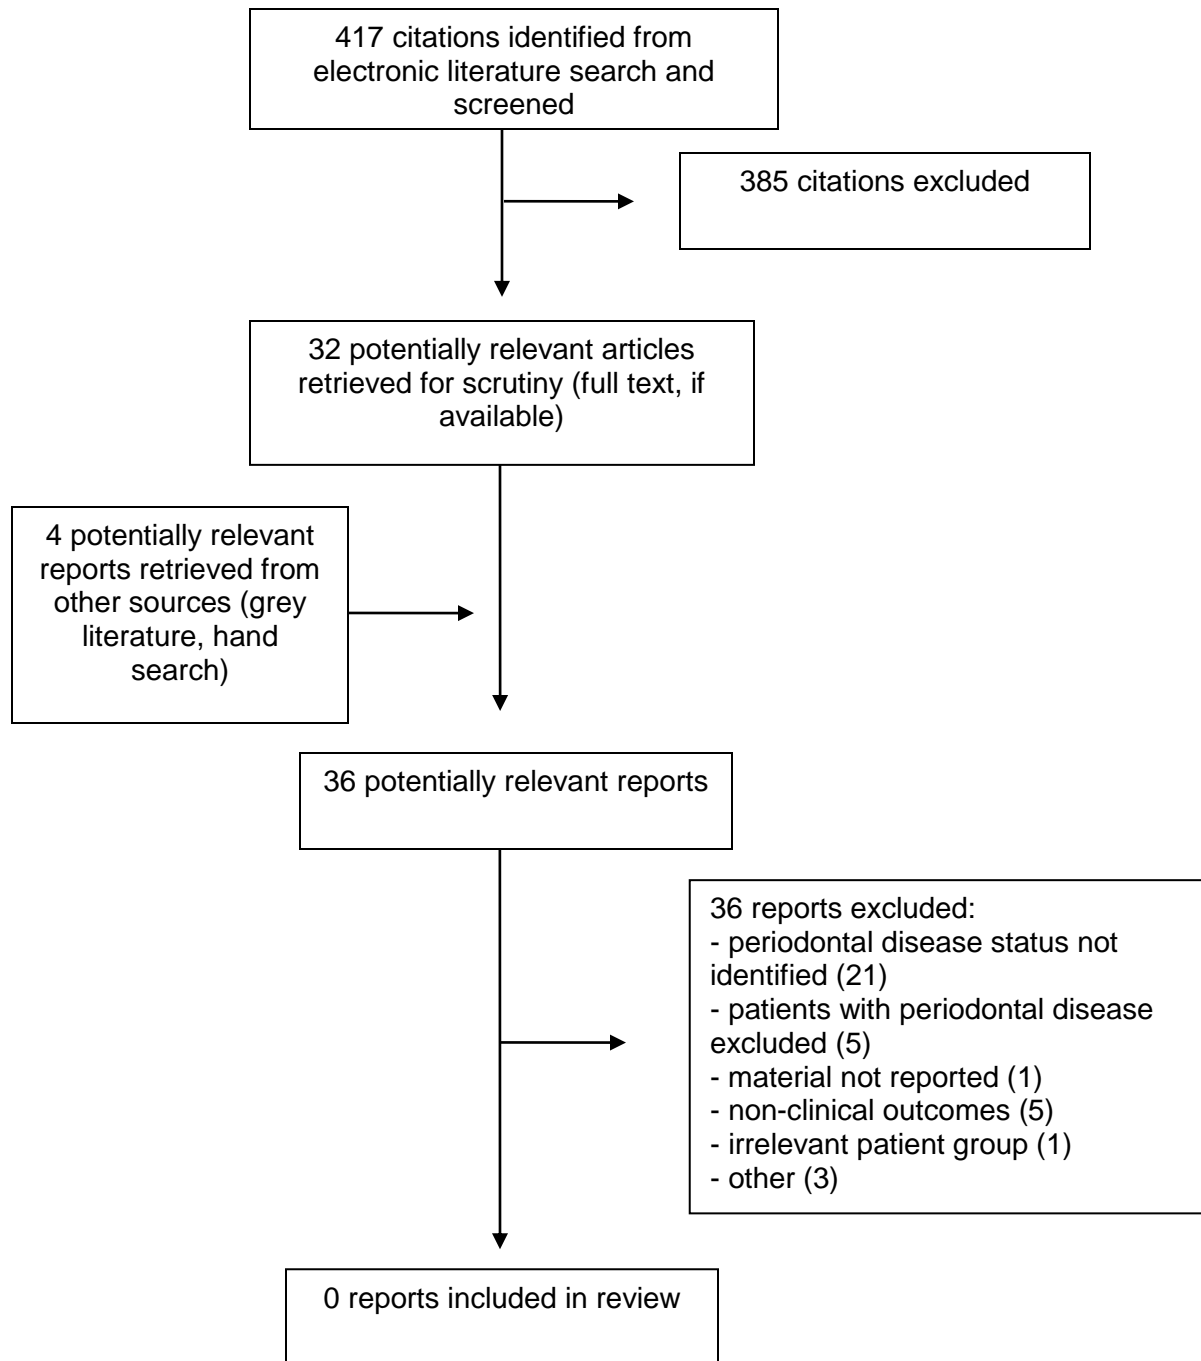 417 citations identified from
electronic literature search and
screened
385 citations excluded
32 potentially relevant articles
retrieved for scrutiny (full text, if
available)
4 potentially relevant
reports retrieved from
other sources (grey
literature, hand
search)
36 potentially relevant reports
36 reports excluded:
- periodontal disease status not
identified (21)
- patients with periodontal disease
excluded (5)
- material not reported (1)
- non-clinical outcomes (5)
- irrelevant patient group (1)
- other (3)
0 reports included in review